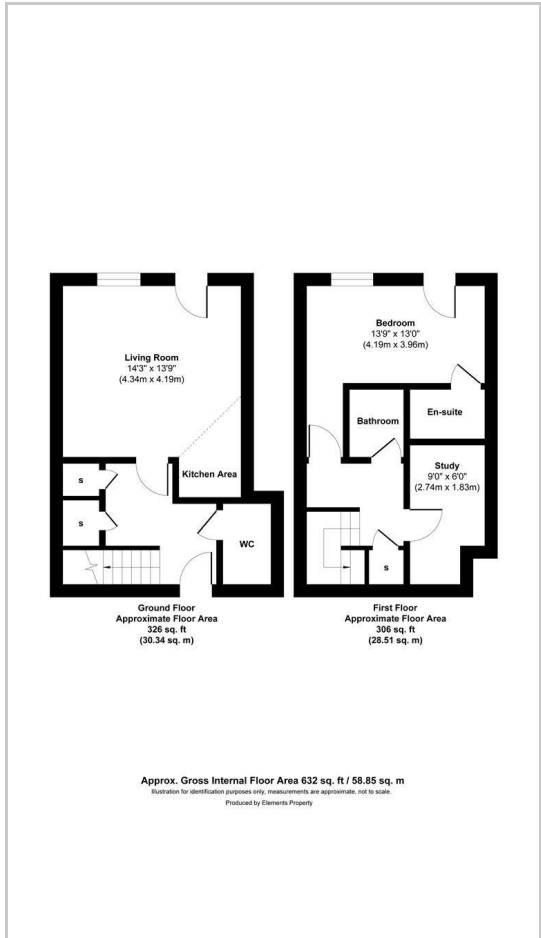 Living Room
14'3" x 13'9"
(4.34m x 4.19m)
Kitchen Area
s
s
WC
Ground Floor
Approximate Floor Area
326 sq. ft
(30.34 sq. m)
Bedroom
13'9" x 13'0"
(4.19m x 3.96m)
Bathroom
En-suite
Study
9'0" x 6'0"
(2.74m x 1.83m)
s
First Floor
Approximate Floor Area
306 sq. ft
(28.51 sq. m)
Approx. Gross Internal Floor Area 632 sq. ft / 58.85 sq. m
Illustration for identification purposes only, measurements are approximate, not to scale.
Produced by Elements Property